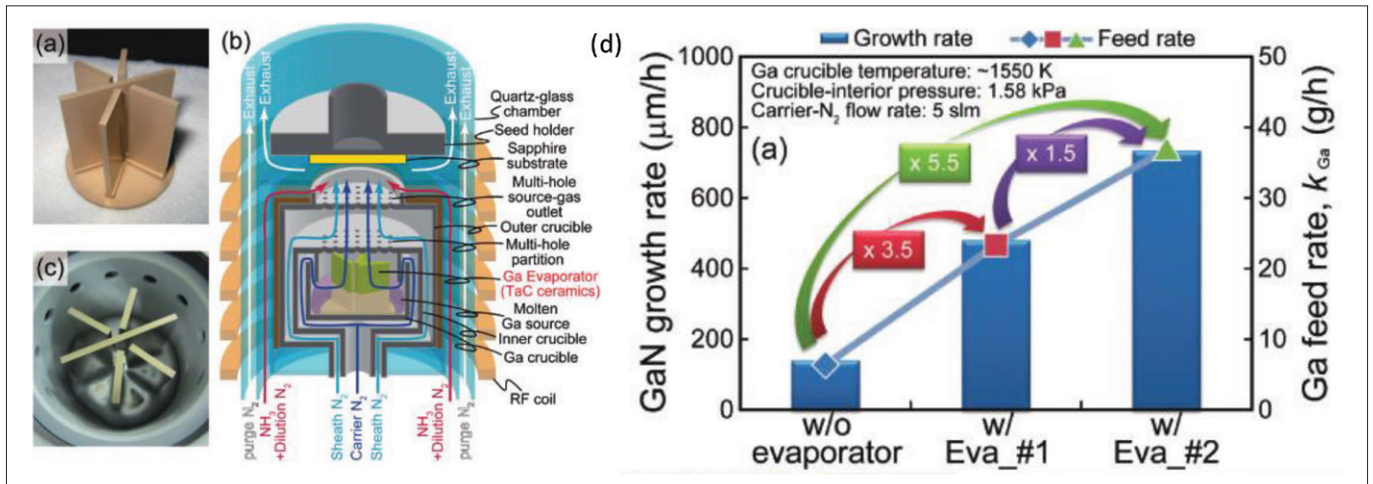 (a)
(b)
Exhaust
Exhaust
Exhaust
Exhaust
Quartz-glass
chamber
Seed holder
Sapphire
substrate
Multi-hole
source-gas
outlet
Outer crucible
Multi-hole
partition
Ga Evaporator
(TaC ceramics)
Molten
Ga source
Inner crucible
Ga crucible
RF coil
purge N2
NH3
+Dilution N2
Sheath N2
Carrier N2
Sheath N2
NH3
+Dilution N2
purge N2
(c)
(d)
Growth rate
Feed rate
Ga crucible temperature: ~1550 K
Crucible-interior pressure: 1.58 kPa
Carrier-N2 flow rate: 5 slm
(a)
x 5.5
x 1.5
x 3.5
GaN growth rate (μm/h)
1000
800
600
400
200
0
Ga feed rate, kGa (g/h)
50
40
30
20
10
0
w/o
evaporator
w/
Eva_#1
w/
Eva_#2